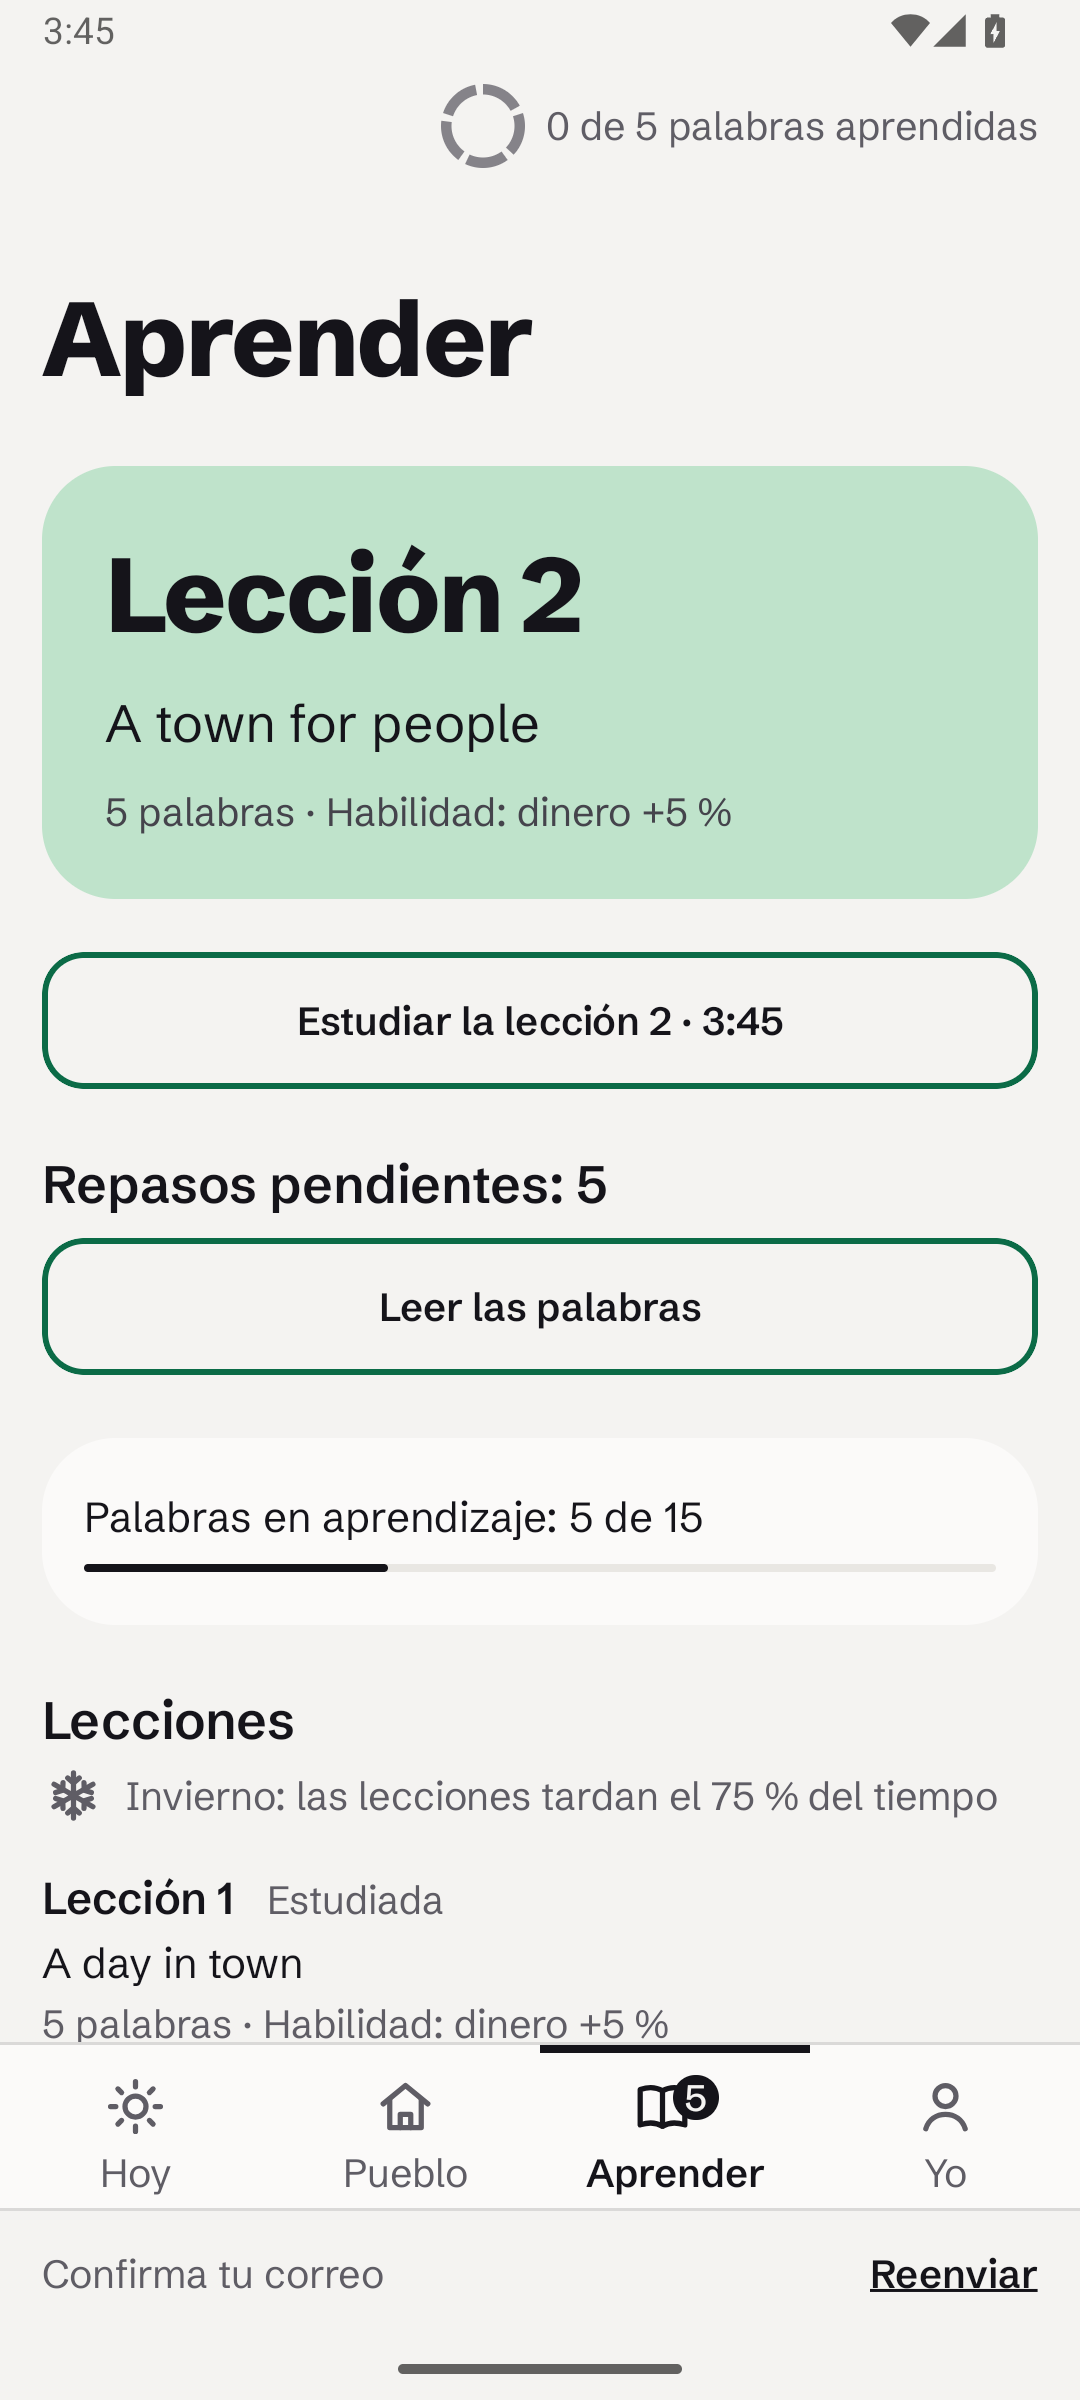 3:45
0 de 5 palabras aprendidas
Aprender
Lección 2
A town for people
5 palabras · Habilidad: dinero +5 %
Estudiar la lección 2 · 3:45
Repasos pendientes: 5
Leer las palabras
Palabras en aprendizaje: 5 de 15
Lecciones
Invierno: las lecciones tardan el 75 % del tiempo
Lección 1 Estudiada
A day in town
5 palabras · Habilidad: dinero +5 %
5
Hoy Pueblo Aprender Yo
Confirma tu correo Reenviar